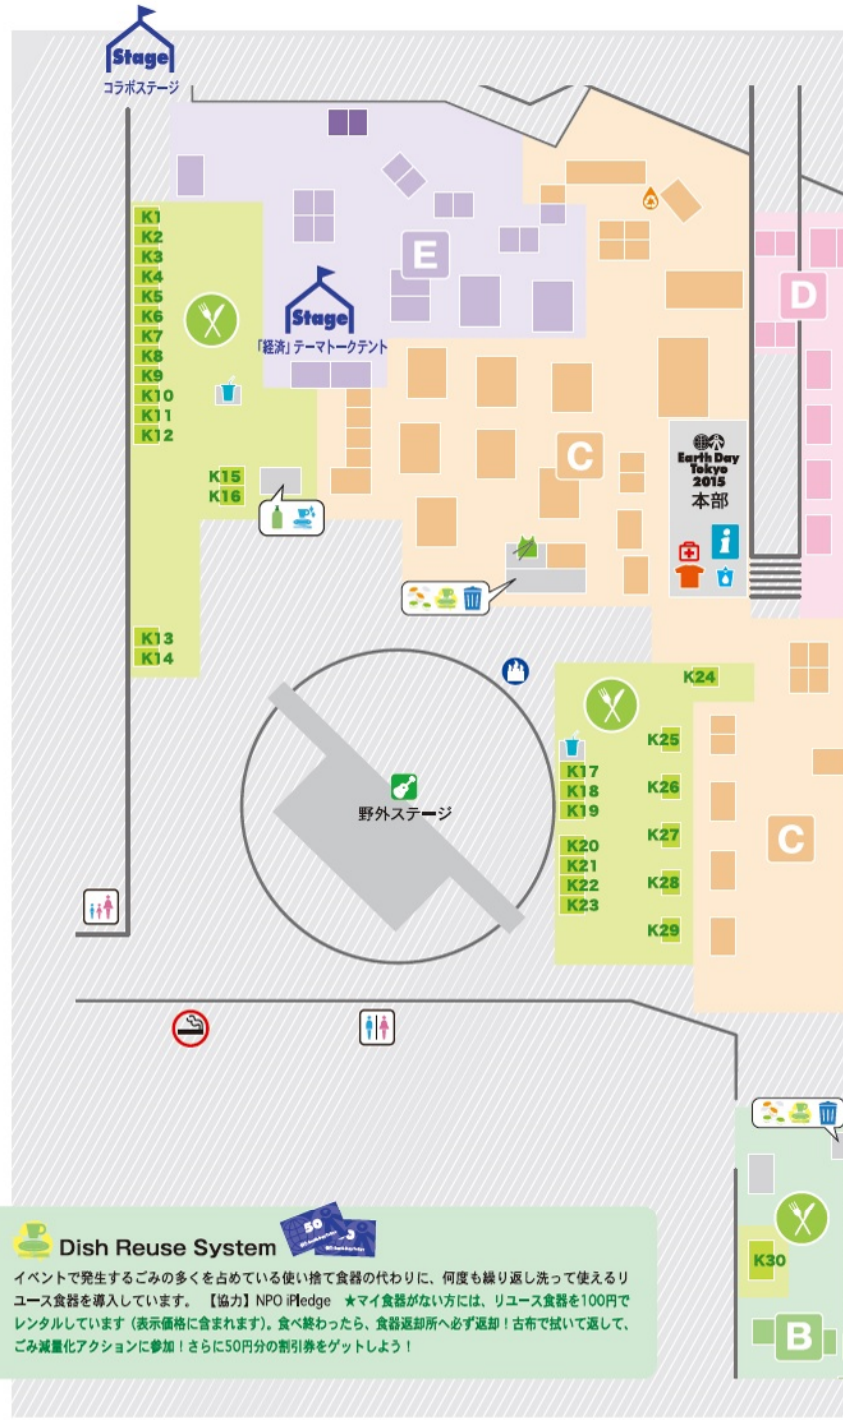 Stage
コラボステージ
K1
K2
K3
K4
K5
K6
K7
K8
K9
K10
K11
K12
E
D
Stage
「経済」テーマトークテント
C
Earth Day
Tokyo
2015
本部
i
K15
K16
K13
K14
K24
K25
K17
K18
K19
K26
K20
K21
K22
K23
K27
K28
K29
C
野外ステージ
K30
B
50
Dish Reuse System
イベントで発生するごみの多くを占めている使い捨て食器の代わりに、何度も繰り返し洗って使えるリ
ユース食器を導入しています。 【協力】NPO iPledge ★マイ食器がない方には、リユース食器を100円で
レンタルしています（表示価格に含まれます）。食べ終わったら、食器返却所へ必ず返却！古布で拭いて返して、
ごみ減量化アクションに参加！さらに50円分の割引券をゲットしよう！